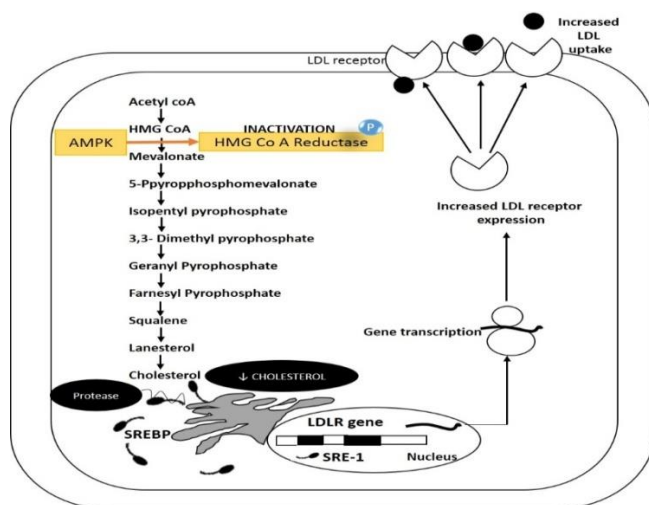 Increased
LDL
uptake
LDL receptor
Acetyl coA
HMG CoA
INACTIVATION
P
AMPK
HMG Co A Reductase
Mevalonate
5-Ppyropphosphomevalonate
Isopentyl pyrophosphate
3,3- Dimethyl pyrophosphate
Geranyl Pyrophosphate
Farnesyl Pyrophosphate
Squalene
Lanesterol
Cholesterol
↓ CHOLESTEROL
Protease
SREBP
LDLR gene
SRE-1
Nucleus
Gene transcription
Increased LDL receptor
expression